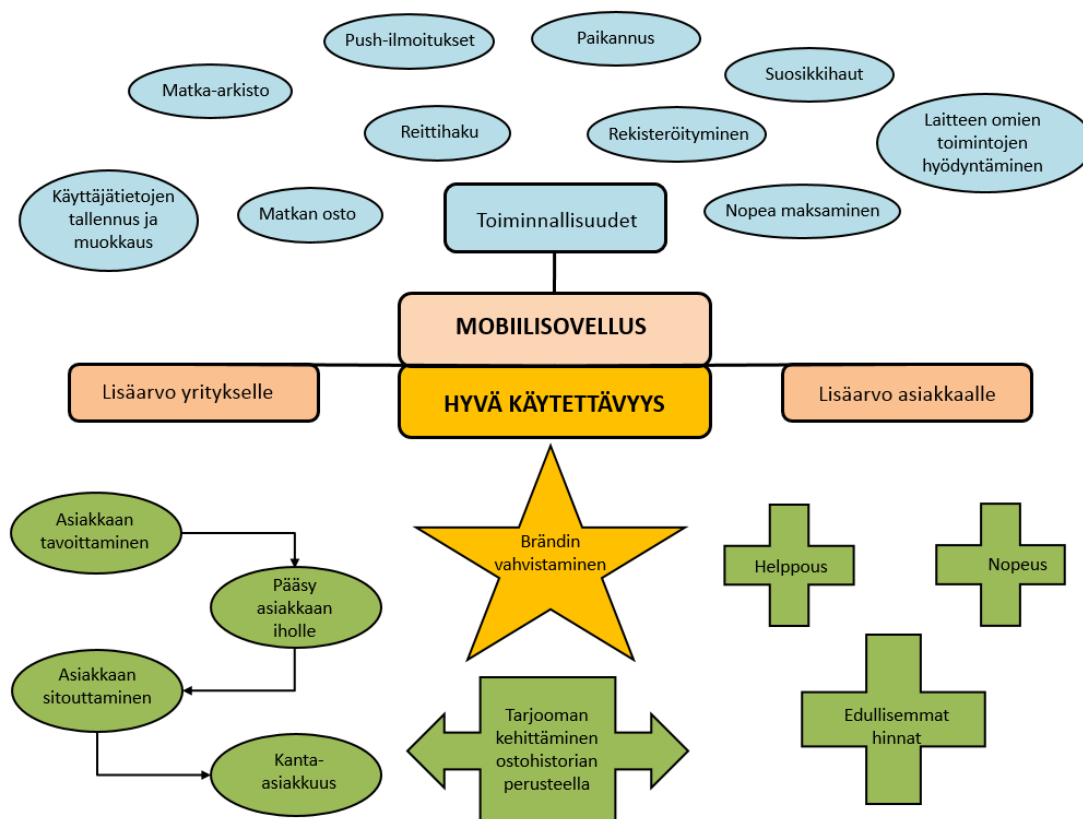 Push-ilmoitukset
Paikannus
Suosikkihaut
Matka-arkisto
Reittihaku
Rekisteröityminen
Laitteen omien
toimintojen
hyödyntäminen
Käyttäjätietojen
tallennus ja
muokkaus
Matkan osto
Toiminnallisuudet
Nopea maksaminen
MOBIILISOVELLUS
Lisäarvo yritykselle
HYVÄ KÄYTETTÄVYYS
Lisäarvo asiakkaalle
Asiakkaan
tavoittaminen
Pääsy
asiakkaan
iholle
Asiakkaan
sitouttaminen
Kanta-
asiakkuus
Brändin
vahvistaminen
Tarjooman
kehittäminen
ostohistorian
perusteella
Helppous
Nopeus
Edullisemmat
hinnat